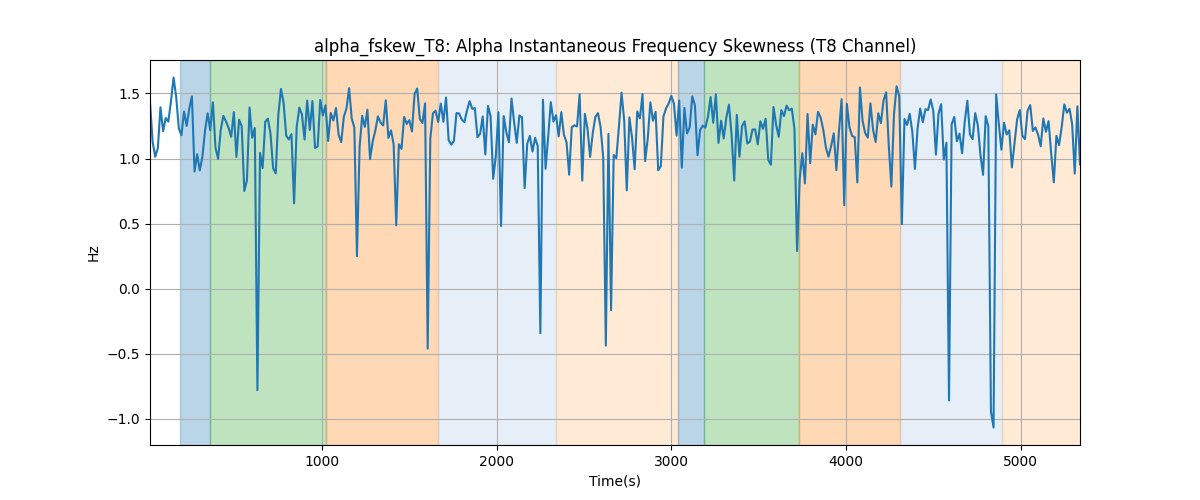 alpha_fskew_T8: Alpha Instantaneous Frequency Skewness (T8 Channel)
1.5
1.0
0.5
0.0
−0.5
−1.0
Hz
1000 2000 3000 4000 5000
Time(s)